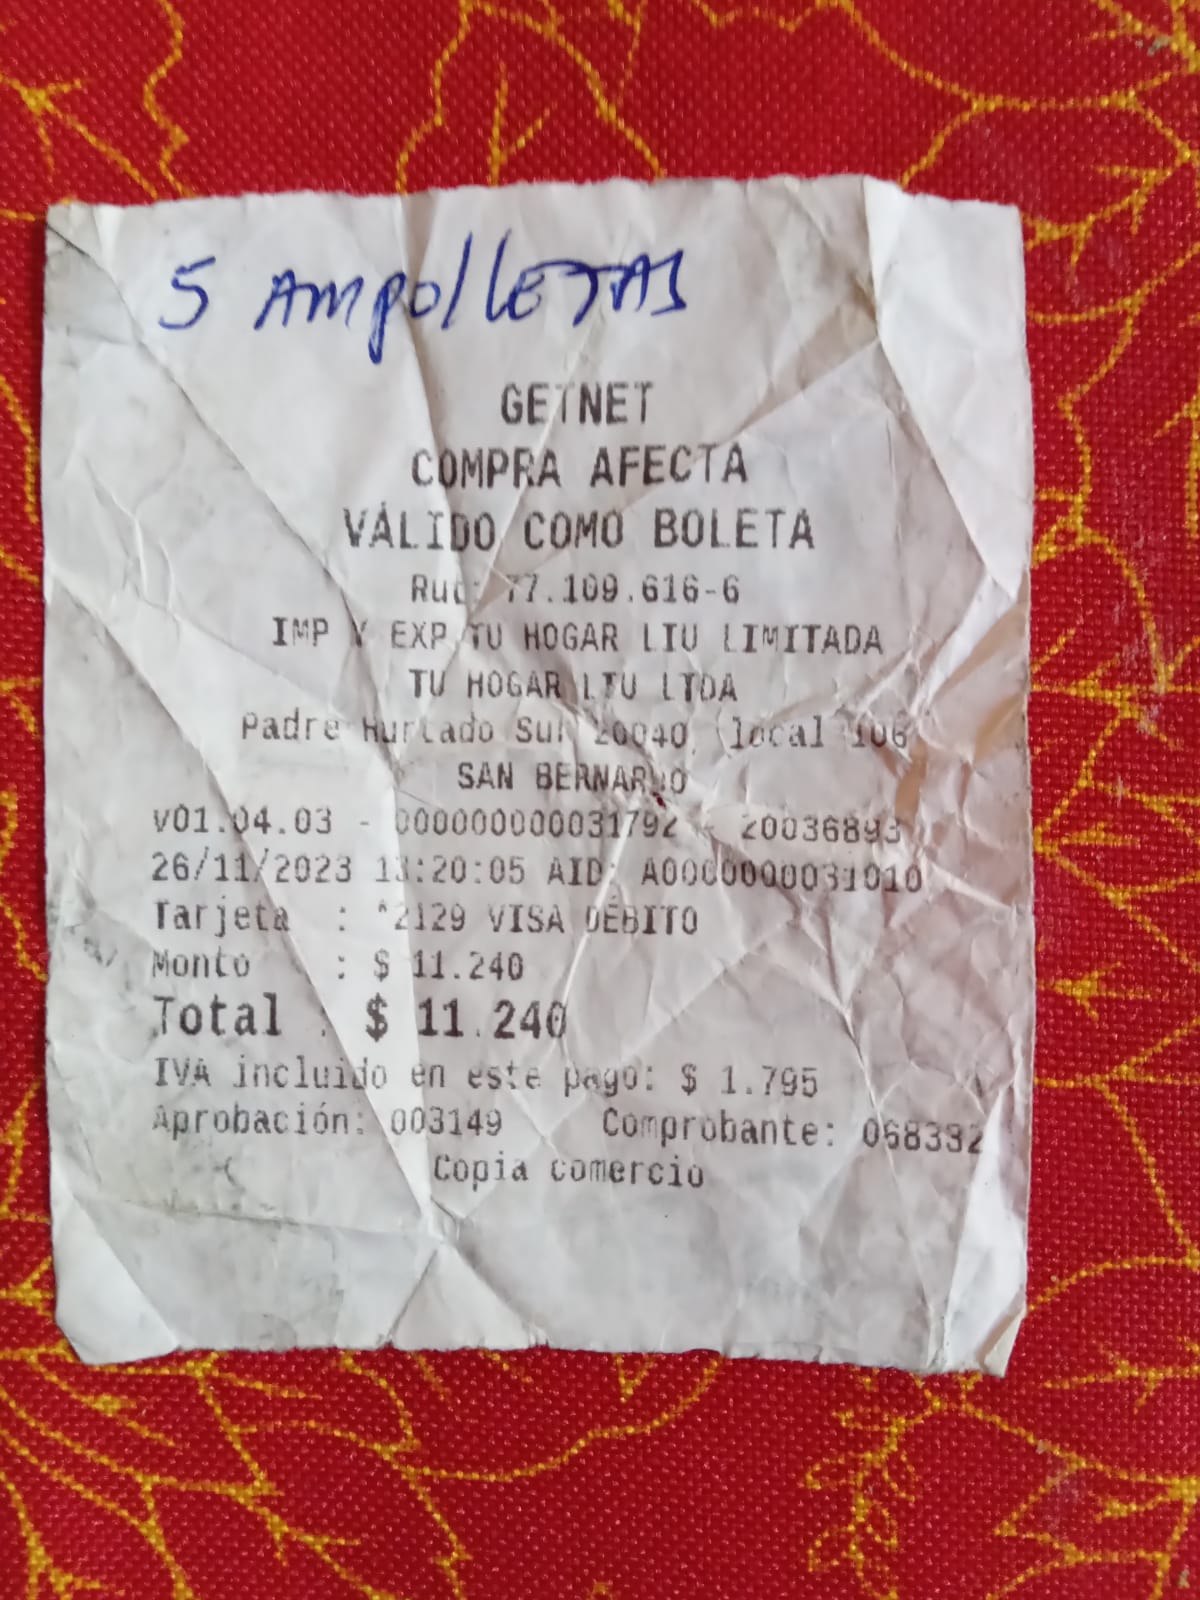 5 AMPOLLETAS
GETNET
COMPRA AFECTA
VÁLIDO COMO BOLETA
Rut: 77.109.616-6
IMP Y EXP TU HOGAR LIU LIMITADA
TU HOGAR LIU LTDA
Padre Hurtado Sur 20040, local 106
SAN BERNARDO
v01.04.03 - 000000000031792 - 20036893
26/11/2023 13:20:05 AID: A0000000031010
Tarjeta : *2129 VISA DÉBITO
Monto : $ 11.240
Total : $ 11.240
IVA incluido en este pago: $ 1.795
Aprobación: 003149 Comprobante: 068332
Copia comercio